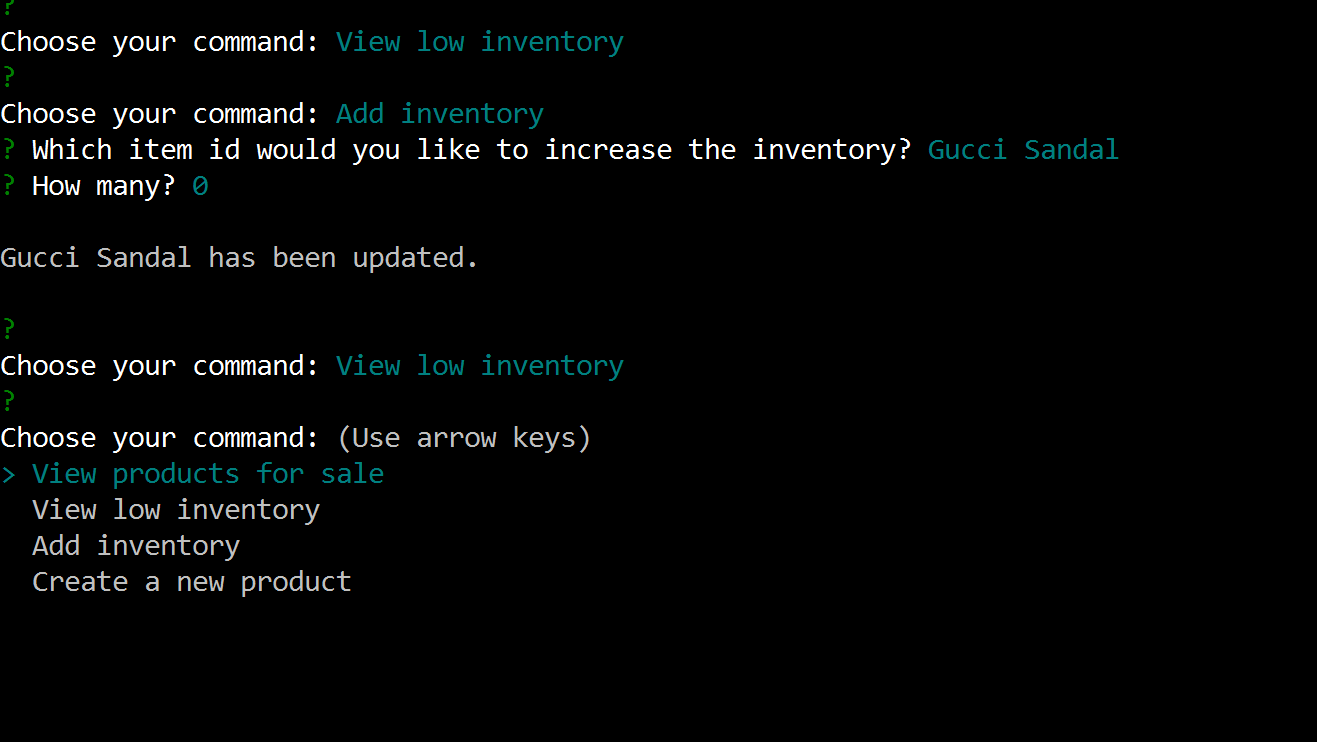 ?
Choose your command: View low inventory
?
Choose your command: Add inventory
? Which item id would you like to increase the inventory? Gucci Sandal
? How many? 0
Gucci Sandal has been updated.
?
Choose your command: View low inventory
?
Choose your command: (Use arrow keys)
> View products for sale
  View low inventory
  Add inventory
  Create a new product